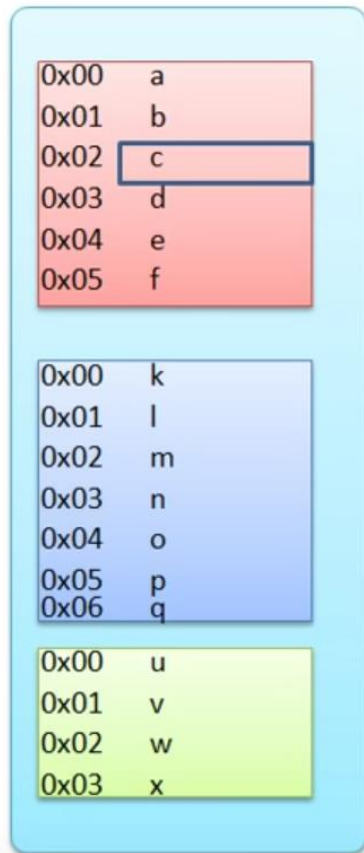 0x00 a
0x01 b
0x02 c
0x03 d
0x04 e
0x05 f
0x00 k
0x01 l
0x02 m
0x03 n
0x04 o
0x05 p
0x06 q
0x00 u
0x01 v
0x02 w
0x03 x